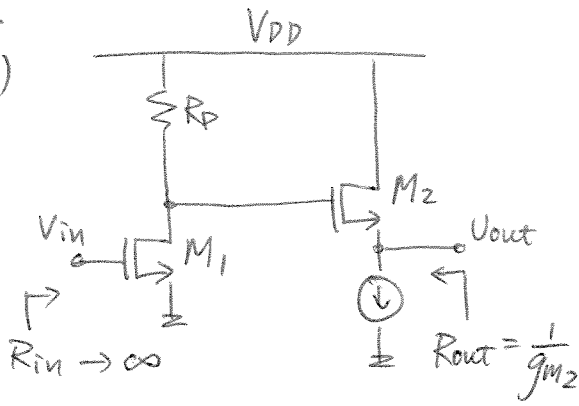 )
VDD
RD
M2
Vin
M1
Vout
Rin → ∞
Rout = 1/gm2